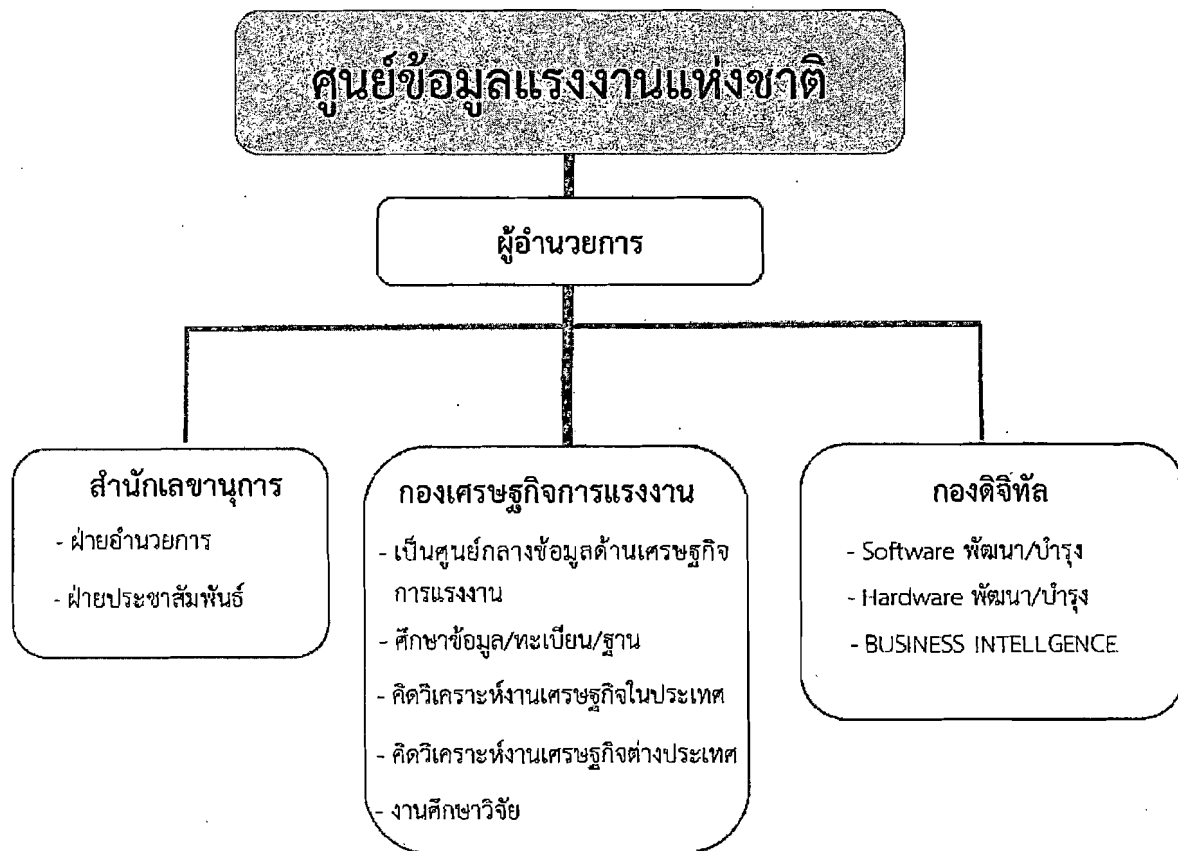 ศูนย์ข้อมูลแรงงานแห่งชาติ
ผู้อำนวยการ
สำนักเลขานุการ
- ฝ่ายอำนวยการ
- ฝ่ายประชาสัมพันธ์
กองเศรษฐกิจการแรงงาน
- เป็นศูนย์กลางข้อมูลด้านเศรษฐกิจ
การแรงงาน
- ศึกษาข้อมูล/ทะเบียน/ฐาน
- คิดวิเคราะห์งานเศรษฐกิจในประเทศ
- คิดวิเคราะห์งานเศรษฐกิจต่างประเทศ
- งานศึกษาวิจัย
กองดิจิทัล
- Software พัฒนา/บำรุง
- Hardware พัฒนา/บำรุง
- BUSINESS INTELLGENCE